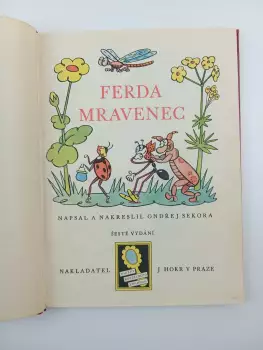 FERDA
MRAVENEC
NAPSAL A NAKRESLIL ONDŘEJ SEKORA
ŠESTÉ VYDÁNÍ
NAKLADATEL
J. HOKR V PRAZE